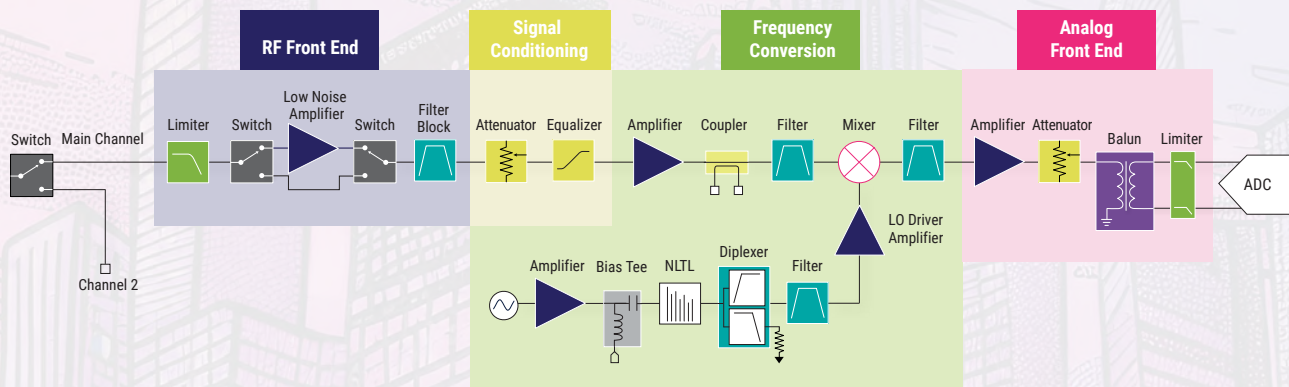 RF Front End
Signal
Conditioning
Frequency
Conversion
Analog
Front End
Switch
Main Channel
Limiter
Switch
Low Noise
Amplifier
Switch
Filter
Block
Attenuator
Equalizer
Amplifier
Coupler
Filter
Mixer
Filter
Amplifier
Attenuator
Balun
Limiter
ADC
LO Driver
Amplifier
Channel 2
Amplifier
Bias Tee
NLTL
Diplexer
Filter